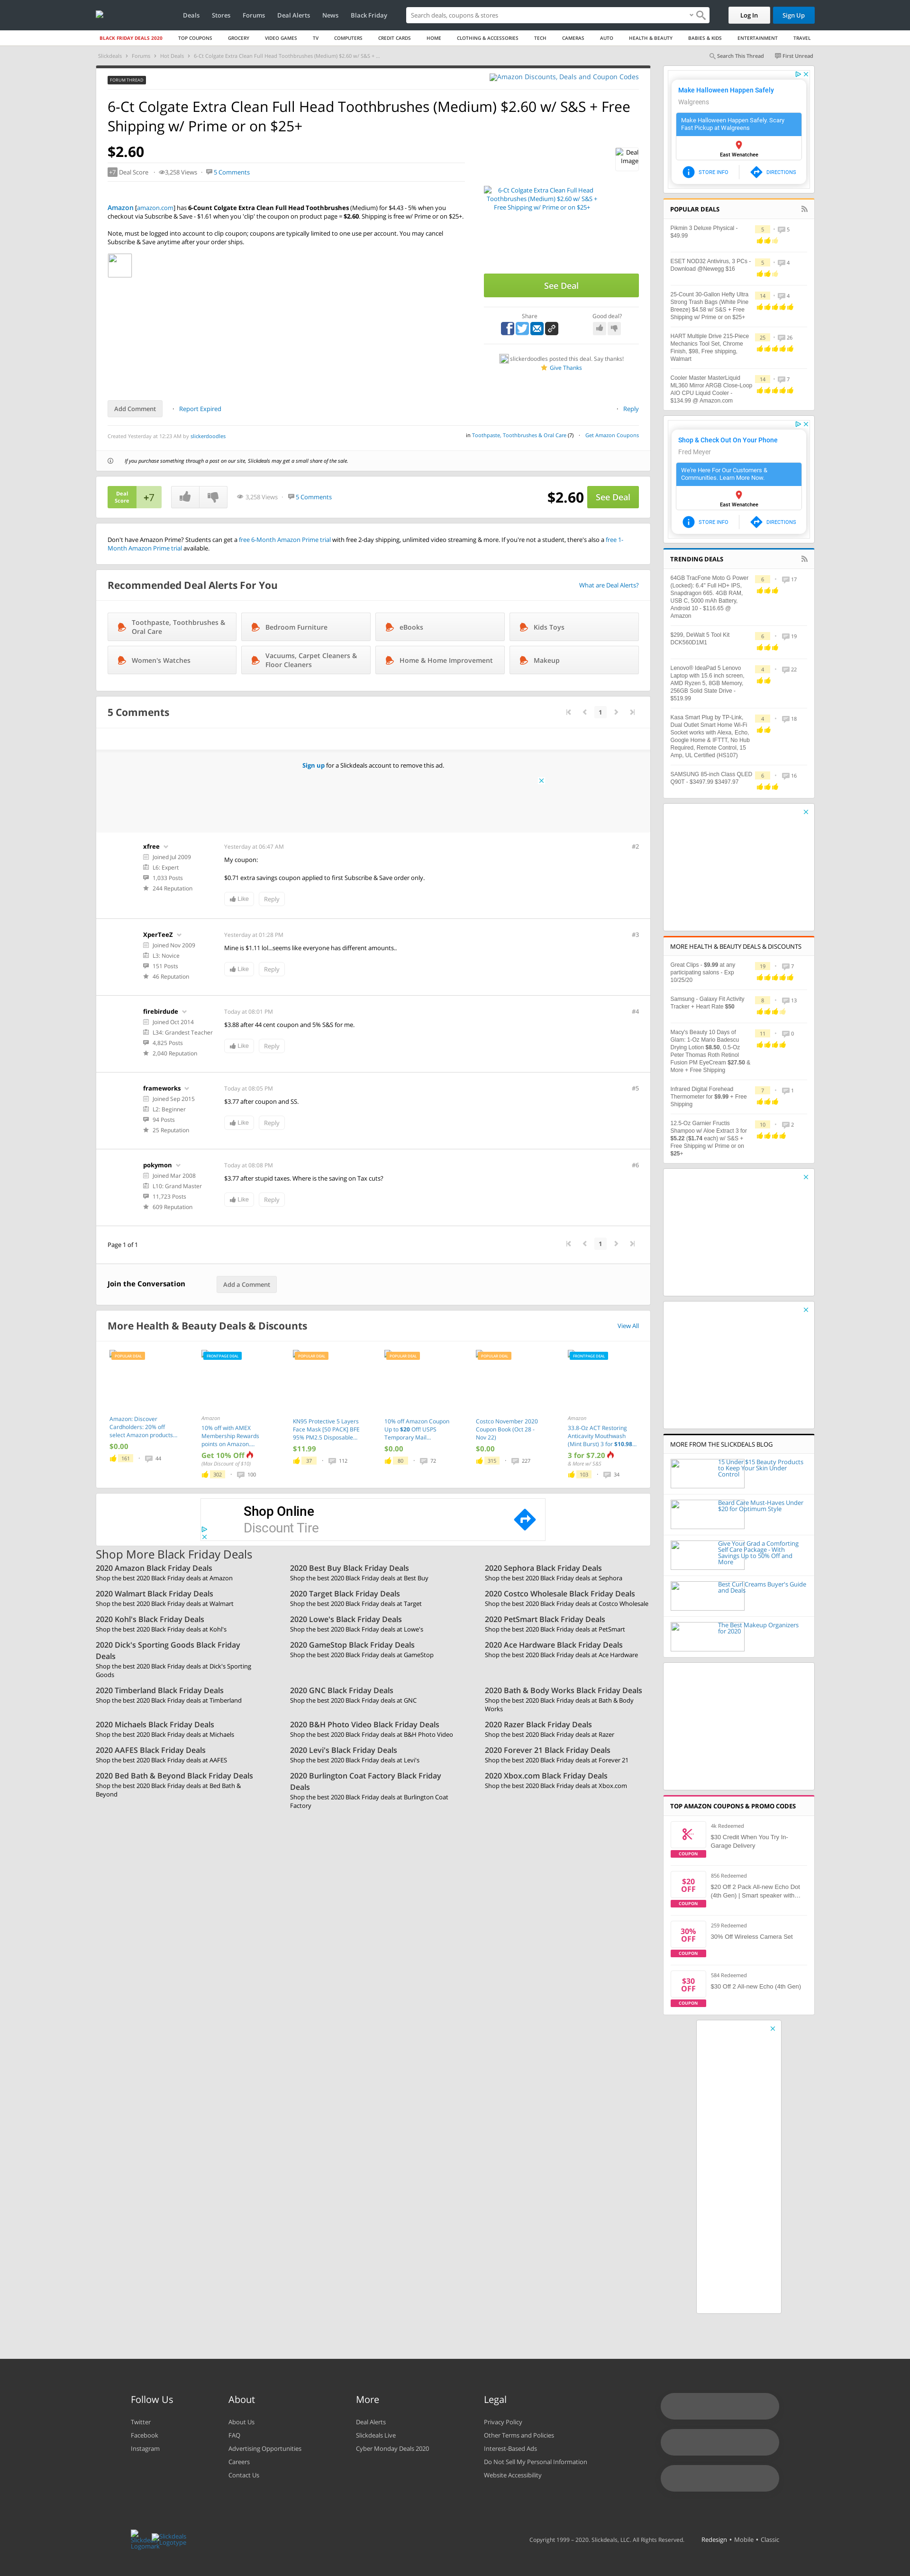 Deals Stores Forums Deal Alerts News Black Friday
Search deals, coupons & stores
Log In
Sign Up
BLACK FRIDAY DEALS 2020 TOP COUPONS GROCERY VIDEO GAMES TV COMPUTERS CREDIT CARDS HOME CLOTHING & ACCESSORIES TECH CAMERAS AUTO HEALTH & BEAUTY BABIES & KIDS ENTERTAINMENT TRAVEL
Slickdeals > Forums > Hot Deals > 6-Ct Colgate Extra Clean Full Head Toothbrushes (Medium) $2.60 w/ S&S + ...
Search This Thread First Unread
FORUM THREAD
Amazon Discounts, Deals and Coupon Codes
6-Ct Colgate Extra Clean Full Head Toothbrushes (Medium) $2.60 w/ S&S + Free
Shipping w/ Prime or on $25+
$2.60
Deal
Image
+7 Deal Score 3,258 Views 5 Comments
6-Ct Colgate Extra Clean Full Head
Toothbrushes (Medium) $2.60 w/ S&S +
Free Shipping w/ Prime or on $25+
Amazon [amazon.com] has 6-Count Colgate Extra Clean Full Head Toothbrushes (Medium) for $4.43 - 5% when you
checkout via Subscribe & Save - $1.61 when you 'clip' the coupon on product page = $2.60. Shipping is free w/ Prime or on $25+.
Note, must be logged into account to clip coupon; coupons are typically limited to one use per account. You may cancel
Subscribe & Save anytime after your order ships.
See Deal
Share
Good deal?
slickerdoodles posted this deal. Say thanks!
Give Thanks
Add Comment
Report Expired
Reply
Created Yesterday at 12:23 AM by slickerdoodles
in Toothpaste, Toothbrushes & Oral Care (7) Get Amazon Coupons
If you purchase something through a post on our site, Slickdeals may get a small share of the sale.
Deal
Score
+7
3,258 Views 5 Comments
$2.60
See Deal
Don't have Amazon Prime? Students can get a free 6-Month Amazon Prime trial with free 2-day shipping, unlimited video streaming & more. If you're not a student, there's also a free 1-
Month Amazon Prime trial available.
Recommended Deal Alerts For You
What are Deal Alerts?
Toothpaste, Toothbrushes &
Oral Care
Bedroom Furniture
eBooks
Kids Toys
Women's Watches
Vacuums, Carpet Cleaners &
Floor Cleaners
Home & Home Improvement
Makeup
5 Comments
1
Sign up for a Slickdeals account to remove this ad.
xfree
Joined Jul 2009
L6: Expert
1,033 Posts
244 Reputation
Yesterday at 06:47 AM
#2
My coupon:
$0.71 extra savings coupon applied to first Subscribe & Save order only.
Like Reply
XperTeeZ
Joined Nov 2009
L3: Novice
151 Posts
46 Reputation
Yesterday at 01:28 PM
#3
Mine is $1.11 lol...seems like everyone has different amounts..
Like Reply
firebirdude
Joined Oct 2014
L34: Grandest Teacher
4,825 Posts
2,040 Reputation
Today at 08:01 PM
#4
$3.88 after 44 cent coupon and 5% S&S for me.
Like Reply
frameworks
Joined Sep 2015
L2: Beginner
94 Posts
25 Reputation
Today at 08:05 PM
#5
$3.77 after coupon and SS.
Like Reply
pokymon
Joined Mar 2008
L10: Grand Master
11,723 Posts
609 Reputation
Today at 08:08 PM
#6
$3.77 after stupid taxes. Where is the saving on Tax cuts?
Like Reply
Page 1 of 1
1
Join the Conversation
Add a Comment
More Health & Beauty Deals & Discounts
View All
POPULAR DEAL
Amazon: Discover
Cardholders: 20% off
select Amazon products...
$0.00
161 44
FRONTPAGE DEAL
Amazon
10% off with AMEX
Membership Rewards
points on Amazon....
Get 10% Off
(Max Discount of $15)
302 100
POPULAR DEAL
KN95 Protective 5 Layers
Face Mask [50 PACK] BFE
95% PM2.5 Disposable...
$11.99
37 112
POPULAR DEAL
10% off Amazon Coupon
Up to $20 Off! USPS
Temporary Mail...
$0.00
80 72
POPULAR DEAL
Costco November 2020
Coupon Book (Oct 28 -
Nov 22)
$0.00
315 227
FRONTPAGE DEAL
Amazon
33.8-Oz ACT Restoring
Anticavity Mouthwash
(Mint Burst) 3 for $10.98...
3 for $7.20
& More w/ S&S
103 34
Shop Online
Discount Tire
Shop More Black Friday Deals
2020 Amazon Black Friday Deals
Shop the best 2020 Black Friday deals at Amazon
2020 Best Buy Black Friday Deals
Shop the best 2020 Black Friday deals at Best Buy
2020 Sephora Black Friday Deals
Shop the best 2020 Black Friday deals at Sephora
2020 Walmart Black Friday Deals
Shop the best 2020 Black Friday deals at Walmart
2020 Target Black Friday Deals
Shop the best 2020 Black Friday deals at Target
2020 Costco Wholesale Black Friday Deals
Shop the best 2020 Black Friday deals at Costco Wholesale
2020 Kohl's Black Friday Deals
Shop the best 2020 Black Friday deals at Kohl's
2020 Lowe's Black Friday Deals
Shop the best 2020 Black Friday deals at Lowe's
2020 PetSmart Black Friday Deals
Shop the best 2020 Black Friday deals at PetSmart
2020 Dick's Sporting Goods Black Friday
Deals
Shop the best 2020 Black Friday deals at Dick's Sporting
Goods
2020 GameStop Black Friday Deals
Shop the best 2020 Black Friday deals at GameStop
2020 Ace Hardware Black Friday Deals
Shop the best 2020 Black Friday deals at Ace Hardware
2020 Timberland Black Friday Deals
Shop the best 2020 Black Friday deals at Timberland
2020 GNC Black Friday Deals
Shop the best 2020 Black Friday deals at GNC
2020 Bath & Body Works Black Friday Deals
Shop the best 2020 Black Friday deals at Bath & Body
Works
2020 Michaels Black Friday Deals
Shop the best 2020 Black Friday deals at Michaels
2020 B&H Photo Video Black Friday Deals
Shop the best 2020 Black Friday deals at B&H Photo Video
2020 Razer Black Friday Deals
Shop the best 2020 Black Friday deals at Razer
2020 AAFES Black Friday Deals
Shop the best 2020 Black Friday deals at AAFES
2020 Levi's Black Friday Deals
Shop the best 2020 Black Friday deals at Levi's
2020 Forever 21 Black Friday Deals
Shop the best 2020 Black Friday deals at Forever 21
2020 Bed Bath & Beyond Black Friday Deals
Shop the best 2020 Black Friday deals at Bed Bath &
Beyond
2020 Burlington Coat Factory Black Friday
Deals
Shop the best 2020 Black Friday deals at Burlington Coat
Factory
2020 Xbox.com Black Friday Deals
Shop the best 2020 Black Friday deals at Xbox.com
Make Halloween Happen Safely
Walgreens
Make Halloween Happen Safely. Scary
Fast Pickup at Walgreens
East Wenatchee
STORE INFO DIRECTIONS
POPULAR DEALS
Pikmin 3 Deluxe Physical -
$49.99
5 5
ESET NOD32 Antivirus, 3 PCs -
Download @Newegg $16
5 4
25-Count 30-Gallon Hefty Ultra
Strong Trash Bags (White Pine
Breeze) $4.58 w/ S&S + Free
Shipping w/ Prime or on $25+
14 4
HART Multiple Drive 215-Piece
Mechanics Tool Set, Chrome
Finish, $98, Free shipping,
Walmart
25 26
Cooler Master MasterLiquid
ML360 Mirror ARGB Close-Loop
AIO CPU Liquid Cooler -
$134.99 @ Amazon.com
14 7
Shop & Check Out On Your Phone
Fred Meyer
We're Here For Our Customers &
Communities. Learn More Now.
East Wenatchee
STORE INFO DIRECTIONS
TRENDING DEALS
64GB TracFone Moto G Power
(Locked): 6.4" Full HD+ IPS,
Snapdragon 665, 4GB RAM,
USB C, 5000 mAh Battery,
Android 10 - $116.65 @
Amazon
6 17
$299, DeWalt 5 Tool Kit
DCK560D1M1
6 19
Lenovo® IdeaPad 5 Lenovo
Laptop with 15.6 inch screen,
AMD Ryzen 5, 8GB Memory,
256GB Solid State Drive -
$519.99
4 22
Kasa Smart Plug by TP-Link,
Dual Outlet Smart Home Wi-Fi
Socket works with Alexa, Echo,
Google Home & IFTTT, No Hub
Required, Remote Control, 15
Amp, UL Certified (HS107)
4 18
SAMSUNG 85-inch Class QLED
Q90T - $3497.99 $3497.97
6 16
MORE HEALTH & BEAUTY DEALS & DISCOUNTS
Great Clips - $9.99 at any
participating salons - Exp
10/25/20
19 7
Samsung - Galaxy Fit Activity
Tracker + Heart Rate $50
8 13
Macy's Beauty 10 Days of
Glam: 1-Oz Mario Badescu
Drying Lotion $8.50, 0.5-Oz
Peter Thomas Roth Retinol
Fusion PM EyeCream $27.50 &
More + Free Shipping
11 0
Infrared Digital Forehead
Thermometer for $9.99 + Free
Shipping
7 1
12.5-Oz Garnier Fructis
Shampoo w/ Aloe Extract 3 for
$5.22 ($1.74 each) w/ S&S +
Free Shipping w/ Prime or on
$25+
10 2
MORE FROM THE SLICKDEALS BLOG
15 Under $15 Beauty Products
to Keep Your Skin Under
Control
Beard Care Must-Haves Under
$20 for Optimum Style
Give Your Grad a Comforting
Self Care Package - With
Savings Up to 50% Off and
More
Best Curl Creams Buyer's Guide
and Deals
The Best Makeup Organizers
for 2020
TOP AMAZON COUPONS & PROMO CODES
COUPON
4k Redeemed
$30 Credit When You Try In-
Garage Delivery
$20
OFF
COUPON
856 Redeemed
$20 Off 2 Pack All-new Echo Dot
(4th Gen) | Smart speaker with...
30%
OFF
COUPON
259 Redeemed
30% Off Wireless Camera Set
$30
OFF
COUPON
584 Redeemed
$30 Off 2 All-new Echo (4th Gen)
Follow Us
Twitter
Facebook
Instagram
About
About Us
FAQ
Advertising Opportunities
Careers
Contact Us
More
Deal Alerts
Slickdeals Live
Cyber Monday Deals 2020
Legal
Privacy Policy
Other Terms and Policies
Interest-Based Ads
Do Not Sell My Personal Information
Website Accessibility
Slickdeals
Logotype
Copyright 1999 – 2020. Slickdeals, LLC. All Rights Reserved. Redesign • Mobile • Classic